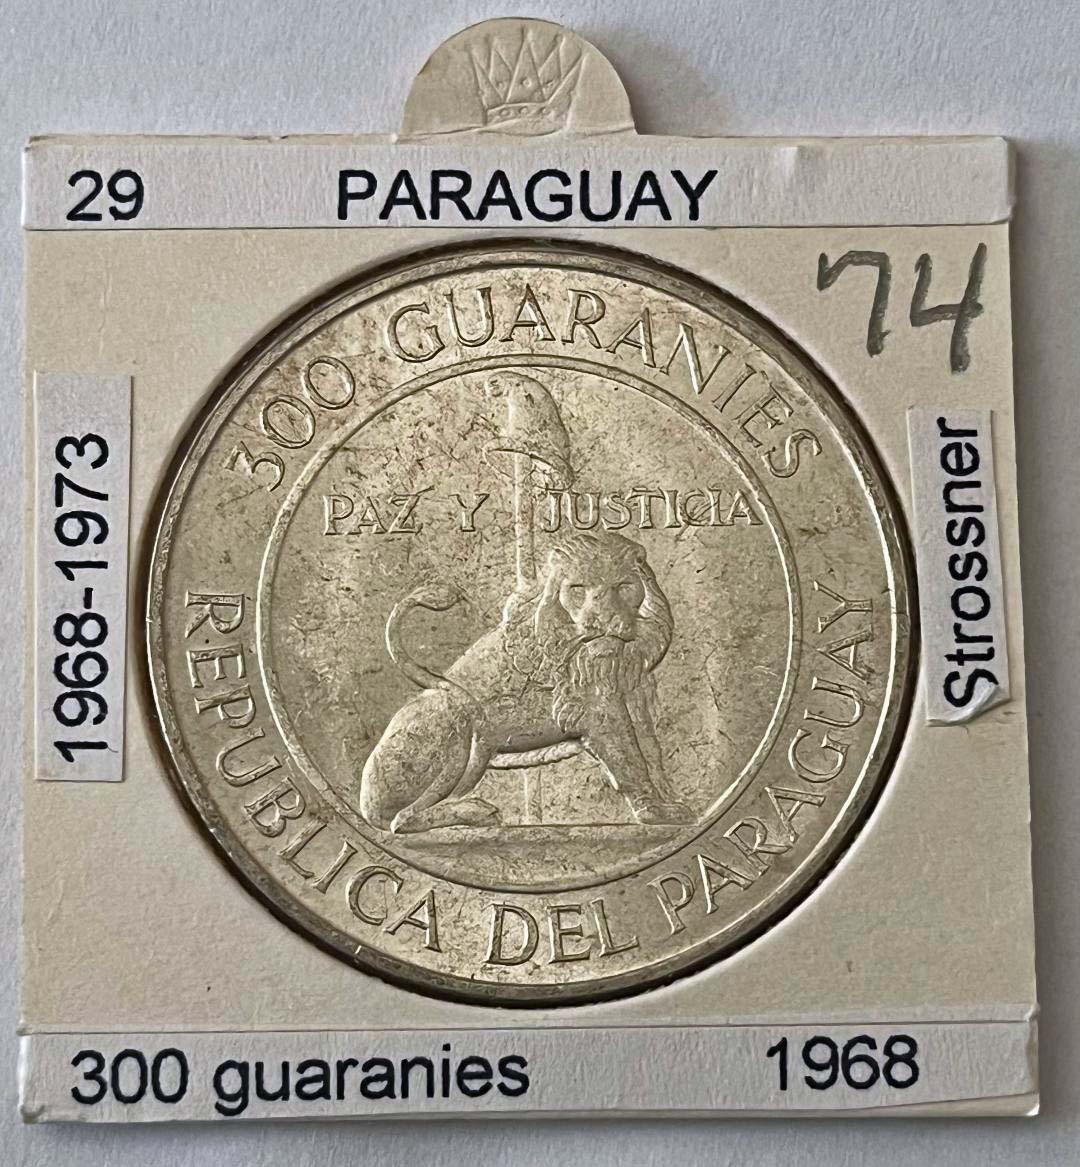 29 PARAGUAY
74
300 GUARANIES
PAZ Y JUSTICIA
REPUBLICA DEL PARAGUAY
1968-1973
Strossner
300 guaranies 1968